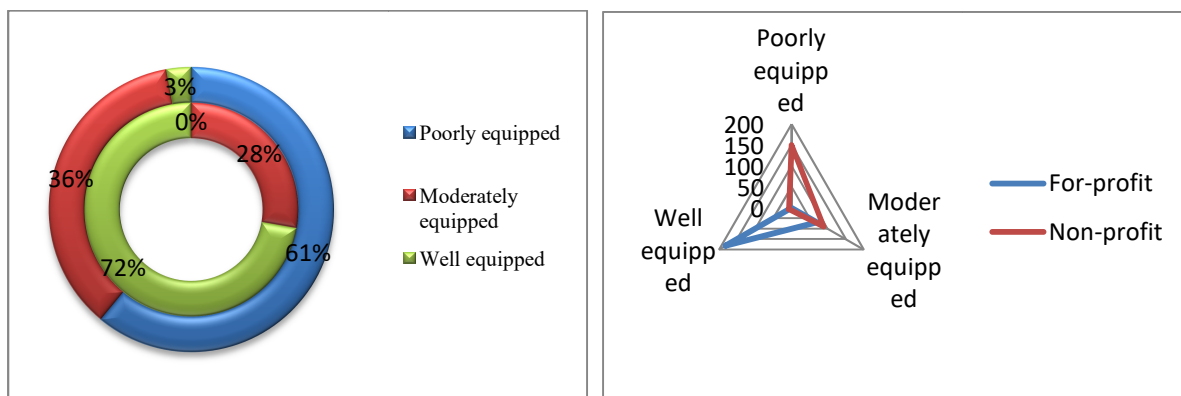 3%
0%
28%
36%
72%
61%
Poorly equipped
Moderately
equipped
Well equipped
Poorly
equipp
ed
200
150
100
50
0
Well
equippp
ed
Moder
ately
equipp
ed
For-profit
Non-profit